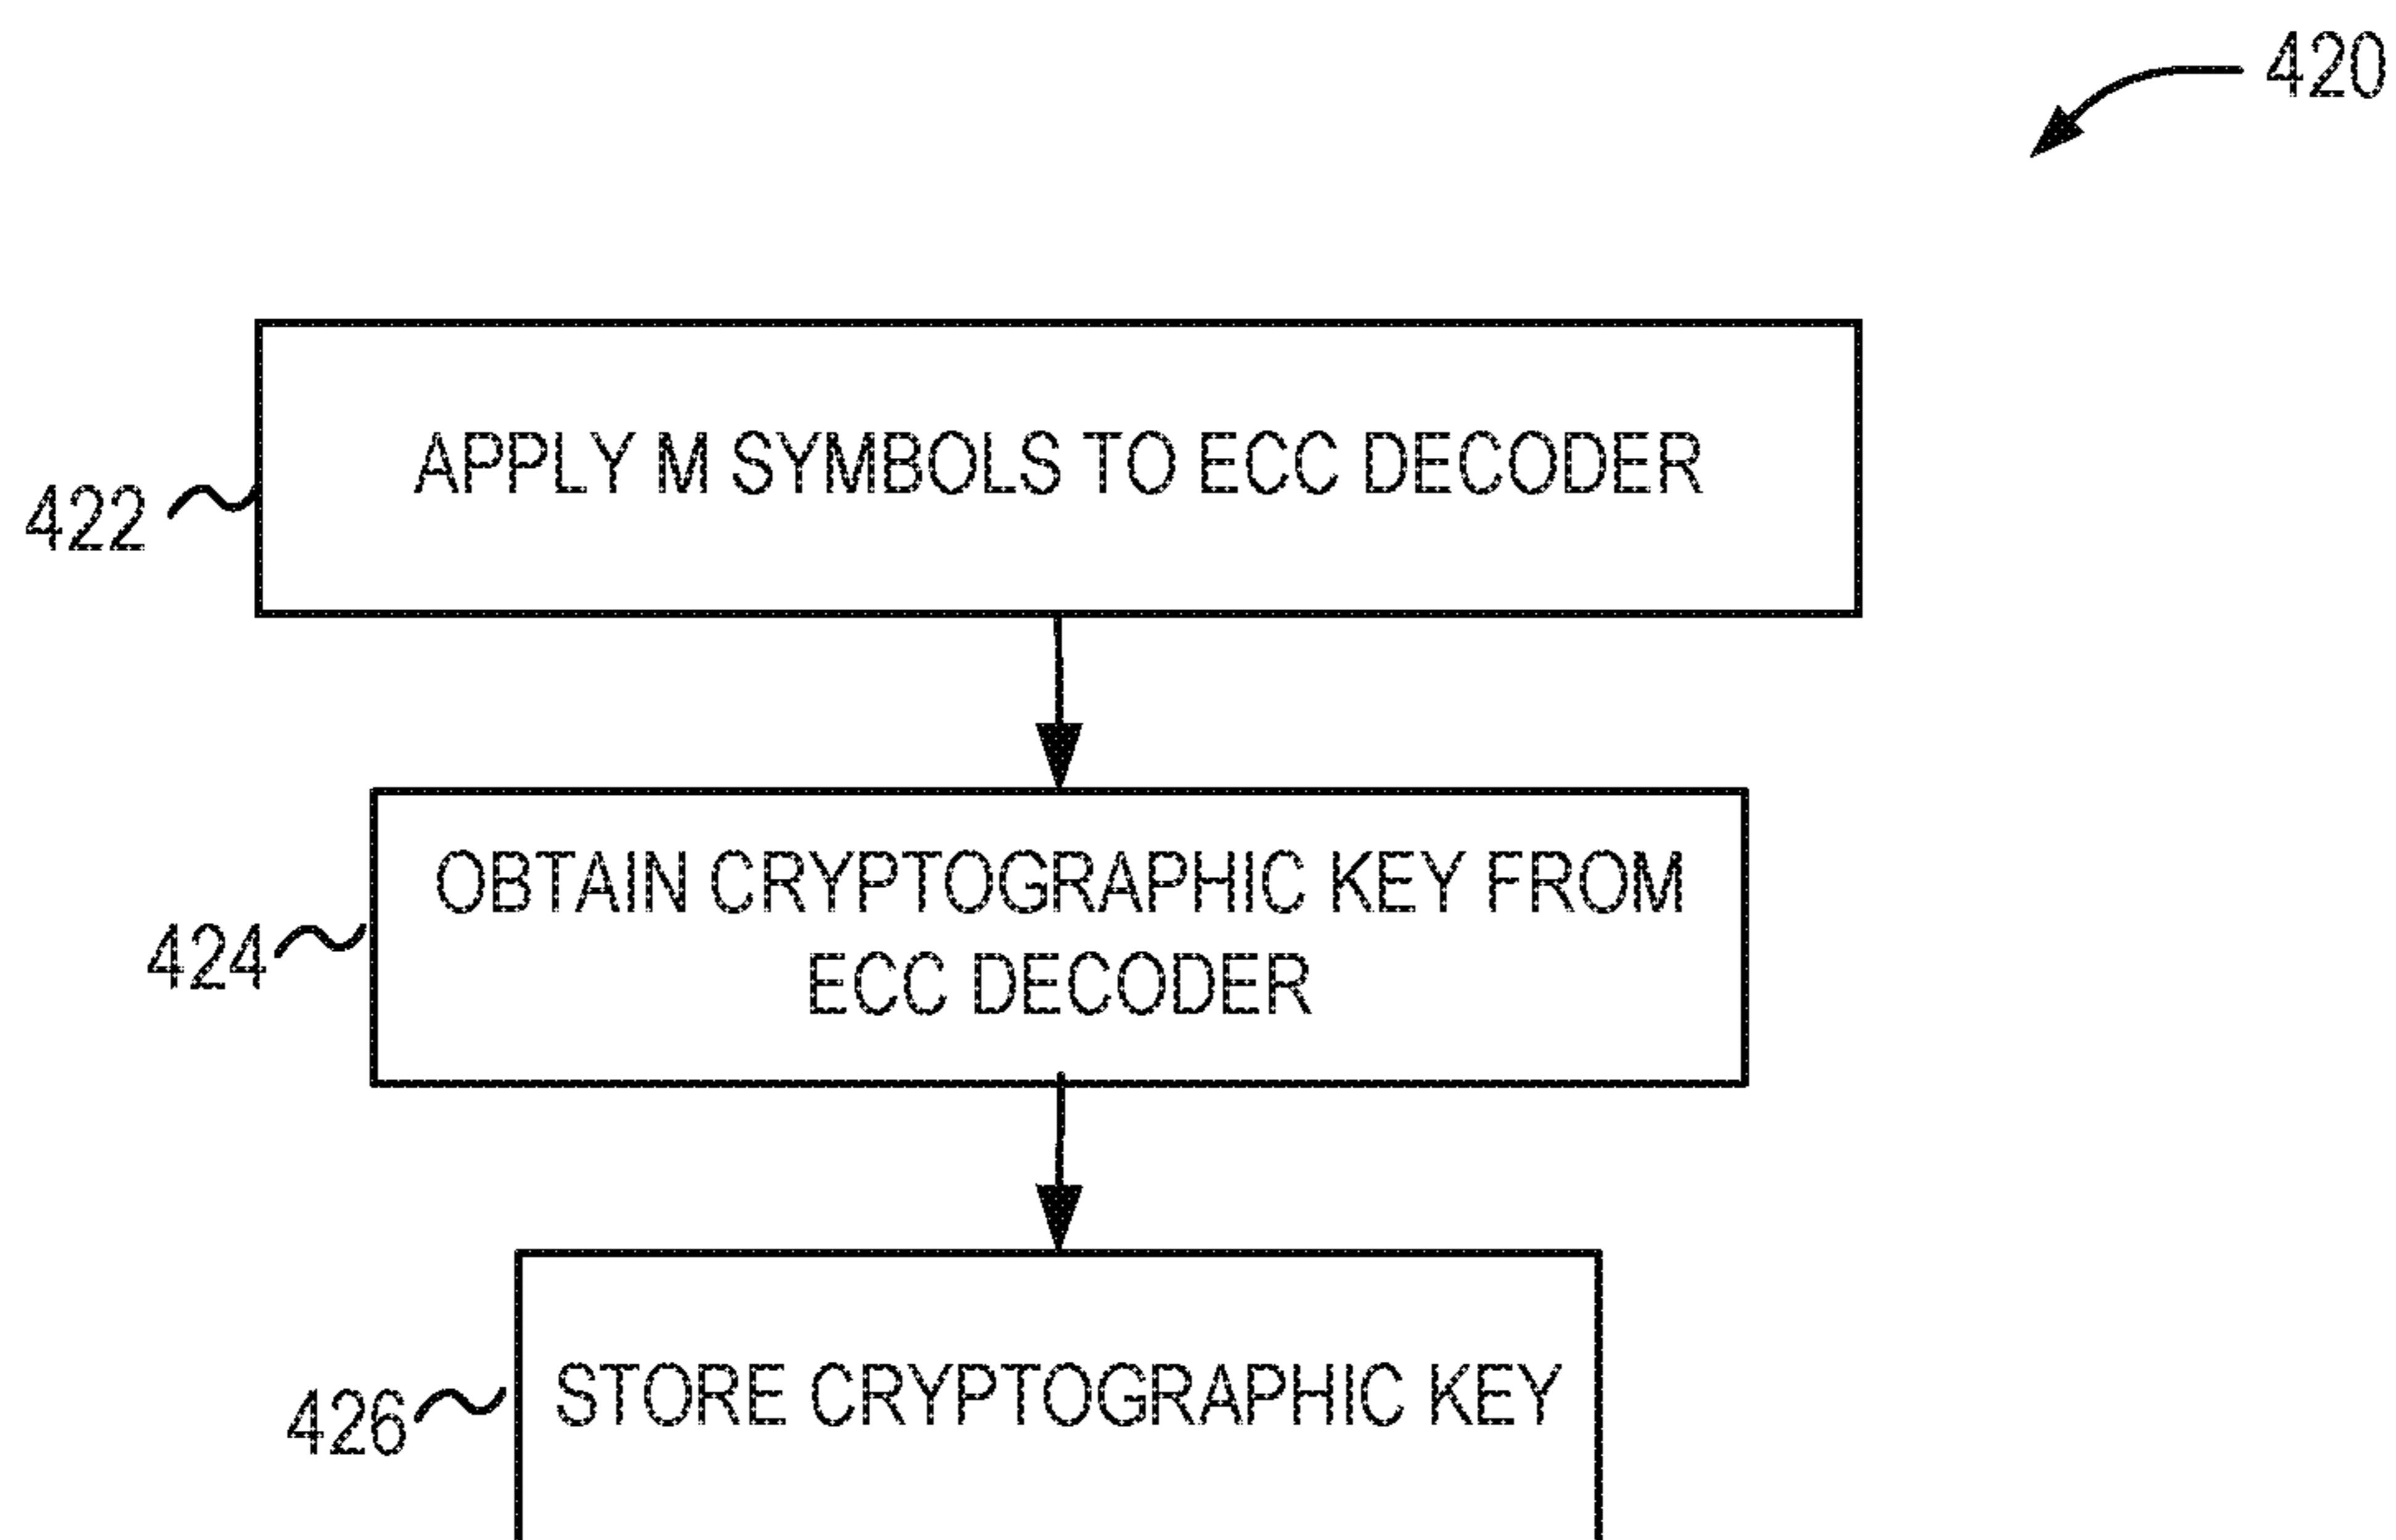 420
APPLY M SYMBOLS TO ECC DECODER
422
OBTAIN CRYPTOGRAPHIC KEY FROM
ECC DECODER
424
STORE CRYPTOGRAPHIC KEY
426